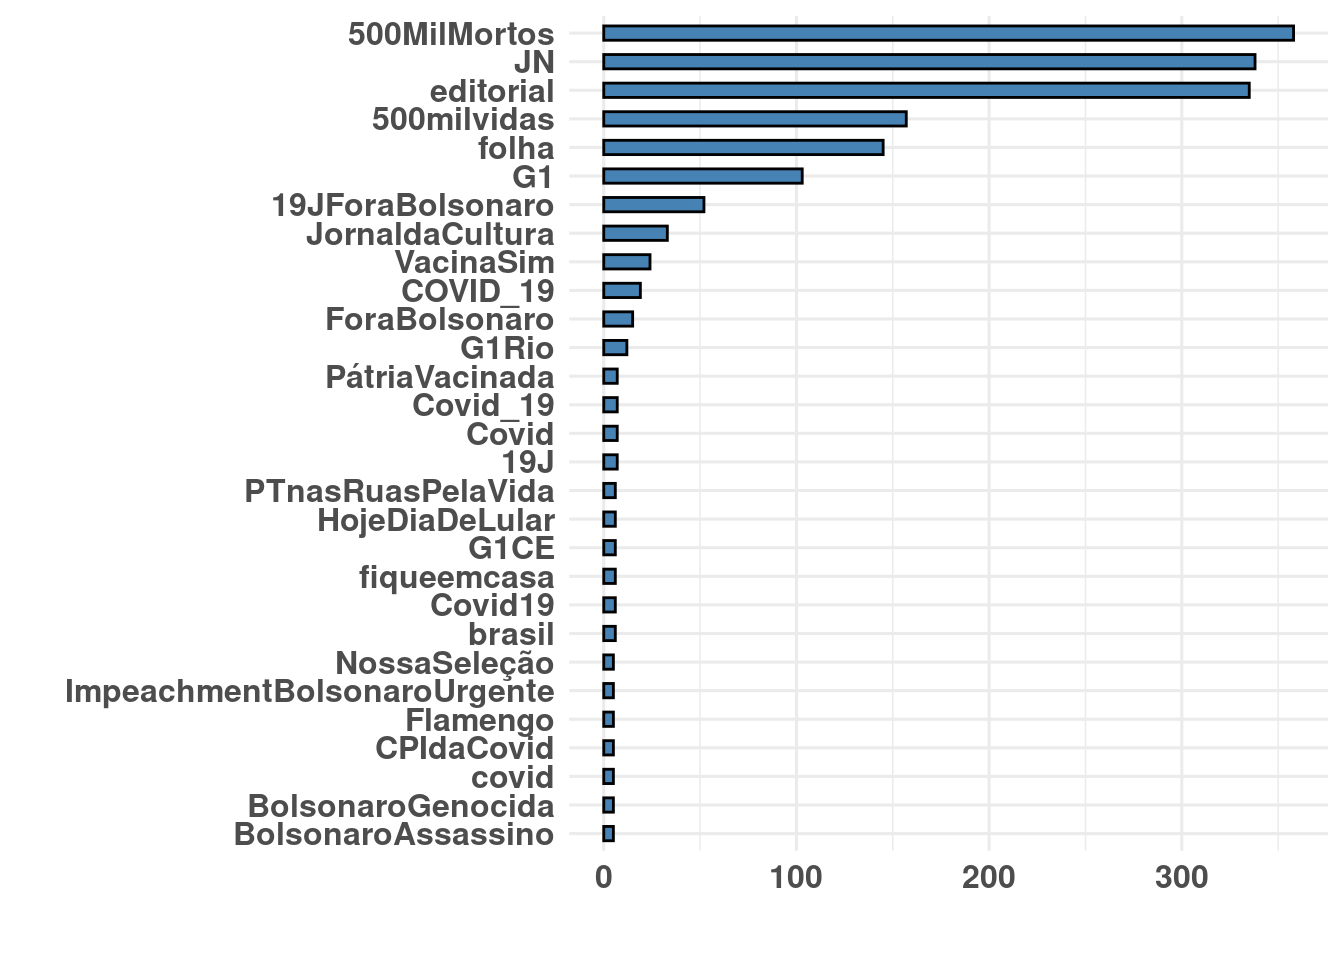 500MilMortos
JN
editorial
500milvidas
folha
G1
19JForaBolsonaro
JornaldaCultura
VacinaSim
COVID_19
ForaBolsonaro
G1Rio
PátriaVacinada
Covid_19
Covid
19J
PTnasRuasPelaVida
HojeDiaDeLular
G1CE
fiqueemcasa
Covid19
brasil
NossaSeleção
ImpeachmentBolsonaroUrgente
Flamengo
CPIdaCovid
covid
BolsonaroGenocida
BolsonaroAssassino
0 100 200 300